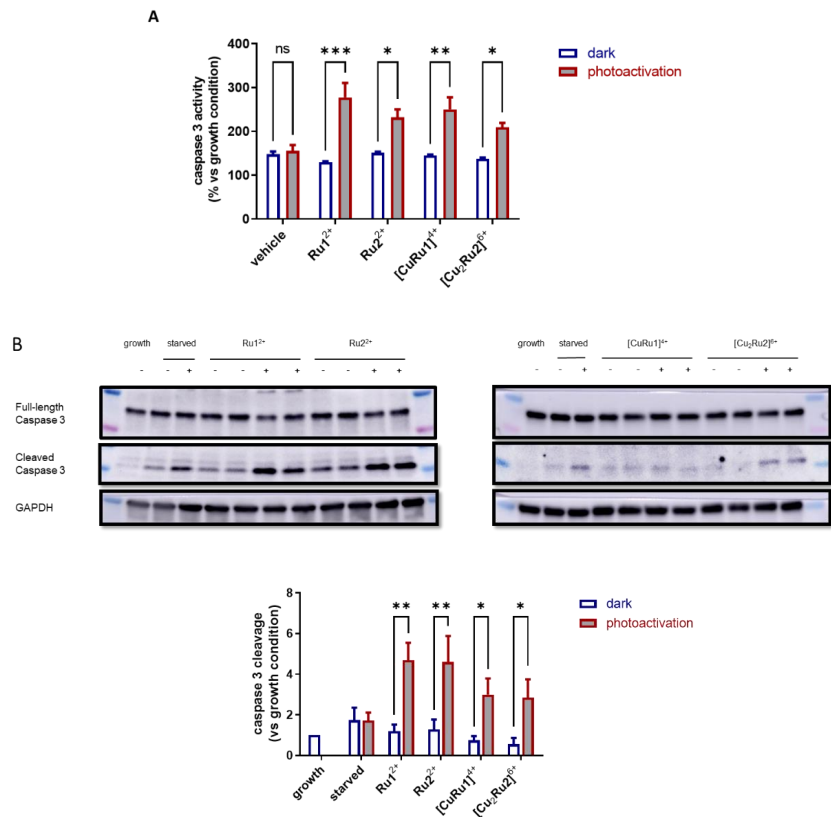 A
400
300
200
100
0
caspase 3 activity
(% vs growth condition)
ns
***
*
**
*
dark
photoactivation
vehicle
Ru1²⁺
Ru2²⁺
[CuRu1]⁴⁺
[Cu₂Ru2]⁶⁺
B
growth starved Ru1²⁺ Ru2²⁺
- - + - - + + - - + +
growth starved [CuRu1]⁴⁺ [Cu₂Ru2]⁶⁺
- - + - - + + - - + +
Full-length
Caspase 3
Cleaved
Caspase 3
GAPDH
8
6
4
2
0
caspase 3 cleavage
(vs growth condition)
**
**
*
*
dark
photoactivation
growth
starved
Ru1²⁺
Ru2²⁺
[CuRu1]⁴⁺
[Cu₂Ru2]⁶⁺